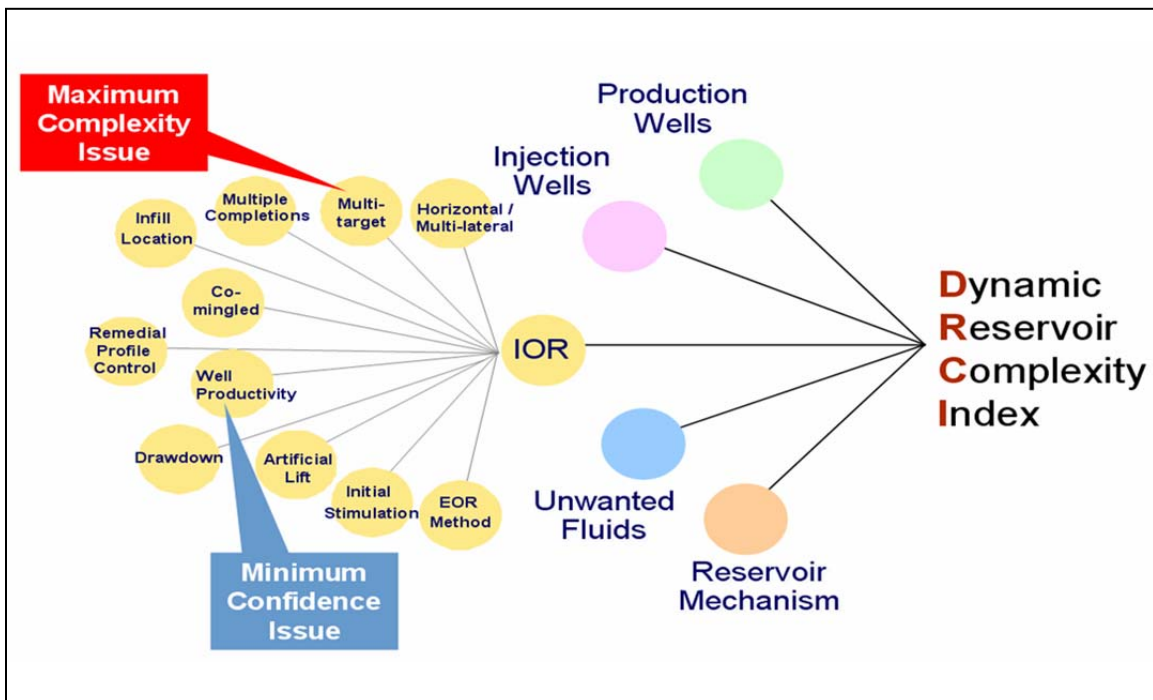 Maximum
Complexity
Issue
Production
Wells
Injection
Wells
Multiple
Completions
Multi-
target
Horizontal /
Multi-lateral
Infill
Location
Co-
mingled
Remedial
Profile
Control
Well
Productivity
IOR
Drawdown
Artificial
Lift
Initial
Stimulation
EOR
Method
Minimum
Confidence
Issue
Unwanted
Fluids
Reservoir
Mechanism
Dynamic
Reservoir
Complexity
Index